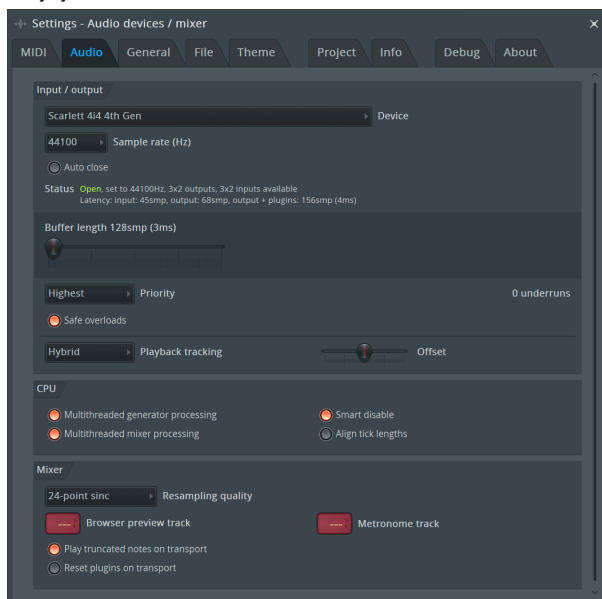 Settings - Audio devices / mixer
MIDI Audio General File Theme Project Info Debug About
Input / output
Scarlett 4i4 4th Gen Device
44100 Sample rate (Hz)
Auto close
Status Open, set to 44100Hz, 3x2 outputs, 3x2 inputs available
Latency: input: 45smp, output: 68smp, output + plugins: 156smp (4ms)
Buffer length 128smp (3ms)
Highest Priority 0 underruns
Safe overloads
Hybrid Playback tracking Offset
CPU
Multithreaded generator processing Smart disable
Multithreaded mixer processing Align tick lengths
Mixer
24-point sinc Resampling quality
--- Browser preview track --- Metronome track
Play truncated notes on transport
Reset plugins on transport